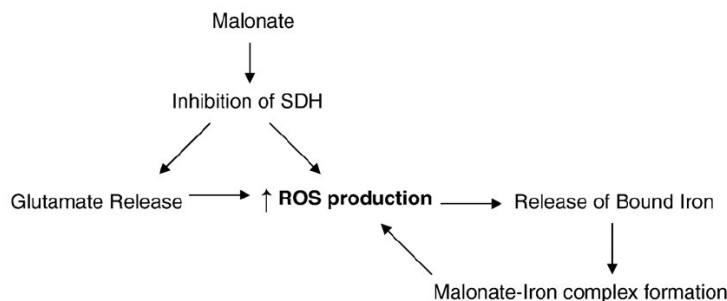 Malonate
Inhibition of SDH
Glutamate Release
↑ ROS production
Release of Bound Iron
Malonate-Iron complex formation